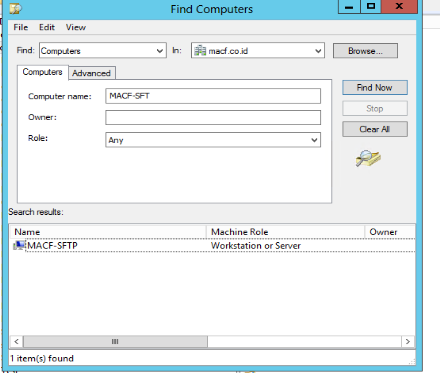 Find Computers
File Edit View
Find: Computers In: macf.co.id Browse...
Computers Advanced
Computer name: MACF-SFT
Owner:
Role: Any
Find Now
Stop
Clear All
Search results:
Name Machine Role Owner
MACF-SFTP Workstation or Server
1 item(s) found